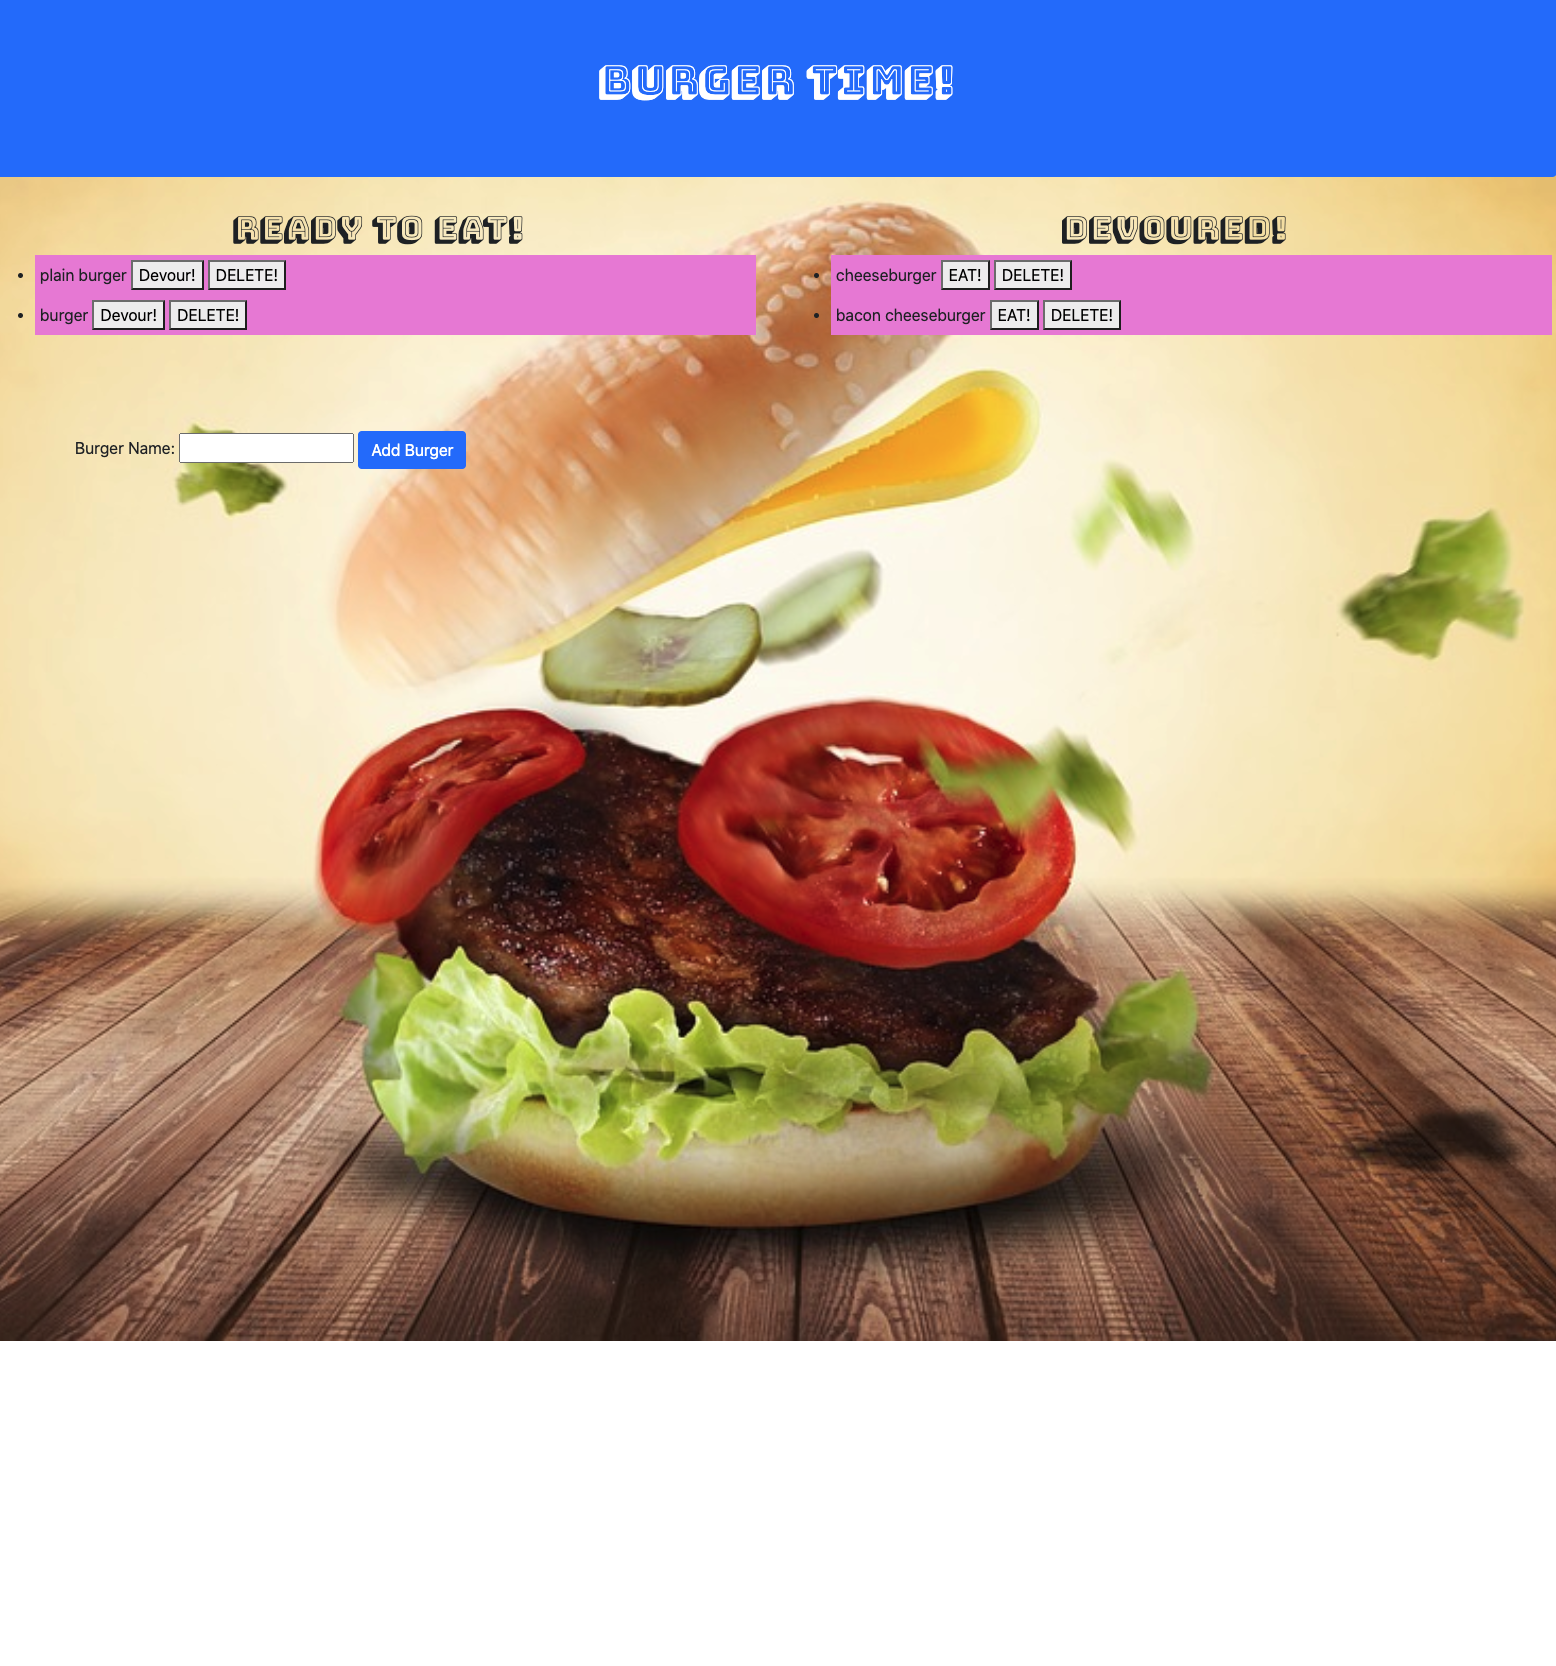 BURGER TIME!
READY TO EAT!
plain burger Devour! DELETE!
burger Devour! DELETE!
DEVOURED!
cheeseburger EAT! DELETE!
bacon cheeseburger EAT! DELETE!
Burger Name: Add Burger